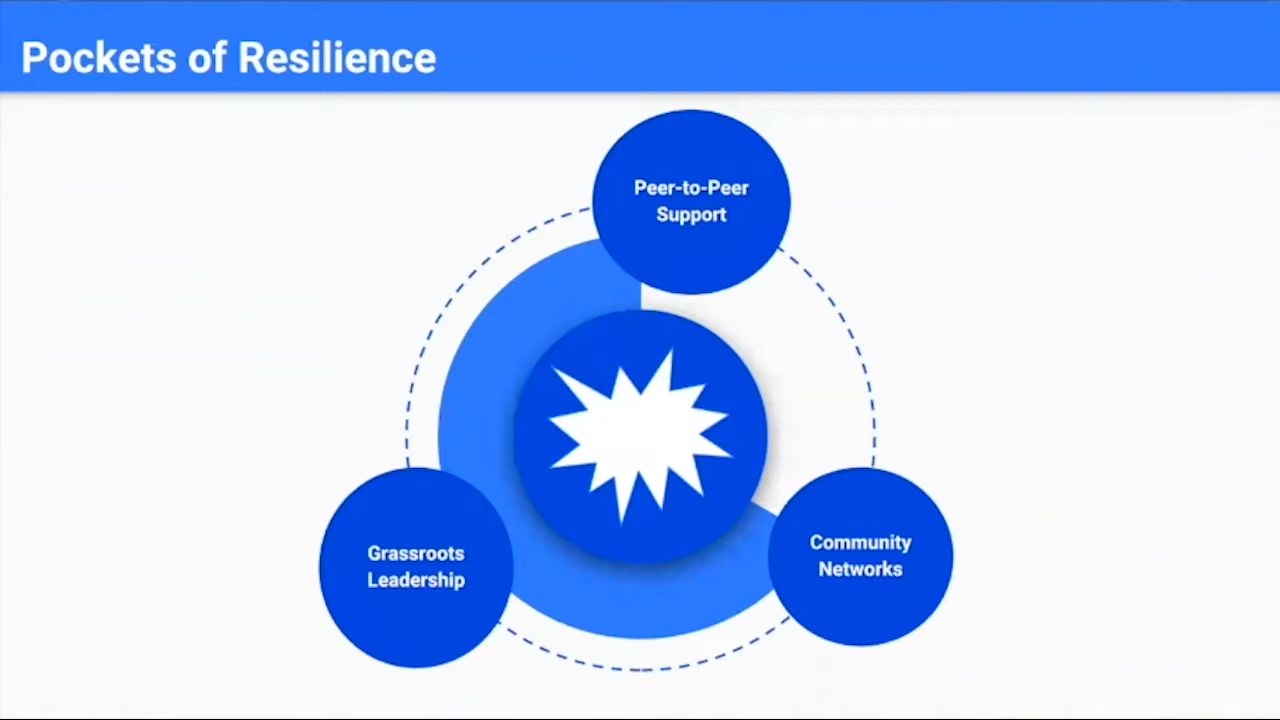 Pockets of Resilience
Peer-to-Peer
Support
Grassroots
Leadership
Community
Networks